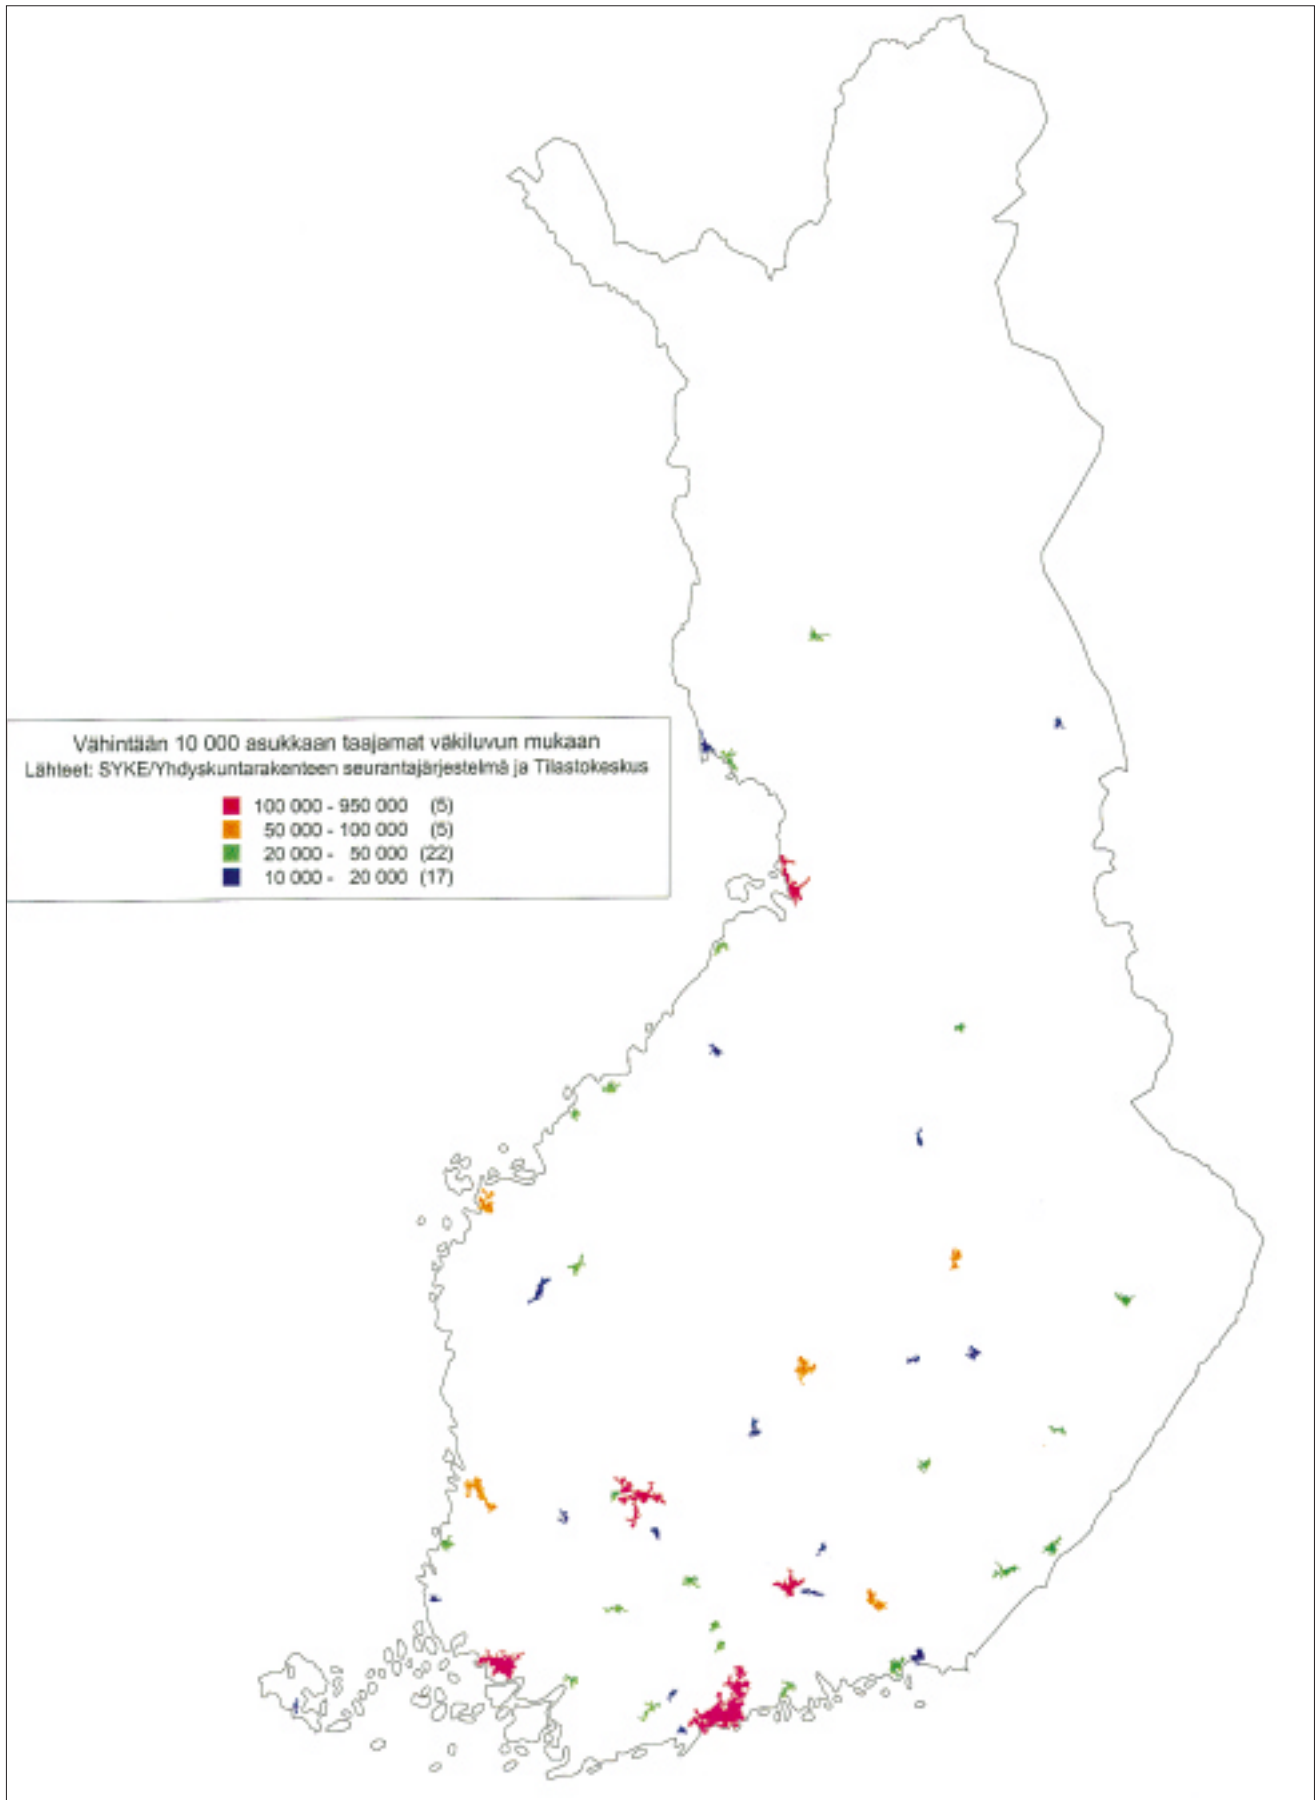 Vähintään 10 000 asukkaan taajamat väkiluvun mukaan
Lähteet: SYKE/Yhdyskuntarakenteen seurantajärjestelmä ja Tilastokeskus
100 000 - 950 000 (5)
50 000 - 100 000 (5)
20 000 - 50 000 (22)
10 000 - 20 000 (17)